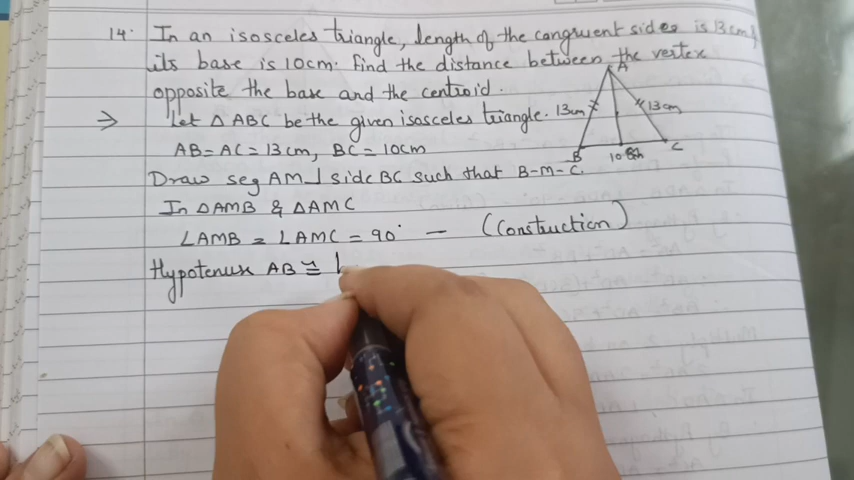 14. In an isosceles triangle, length of the congruent sides is 13cm,
its base is 10cm. Find the distance between the vertex
opposite the base and the centroid.
A
13cm
13cm
B
C
⇒ Let △ABC be the given isosceles triangle.
AB = AC = 13 cm, BC = 10cm
Draw seg AM ⊥ side BC such that B-M-C.
In △AMB & △AMC
∠AMB = ∠AMC = 90° — (Construction)
Hypotenuse AB ≅